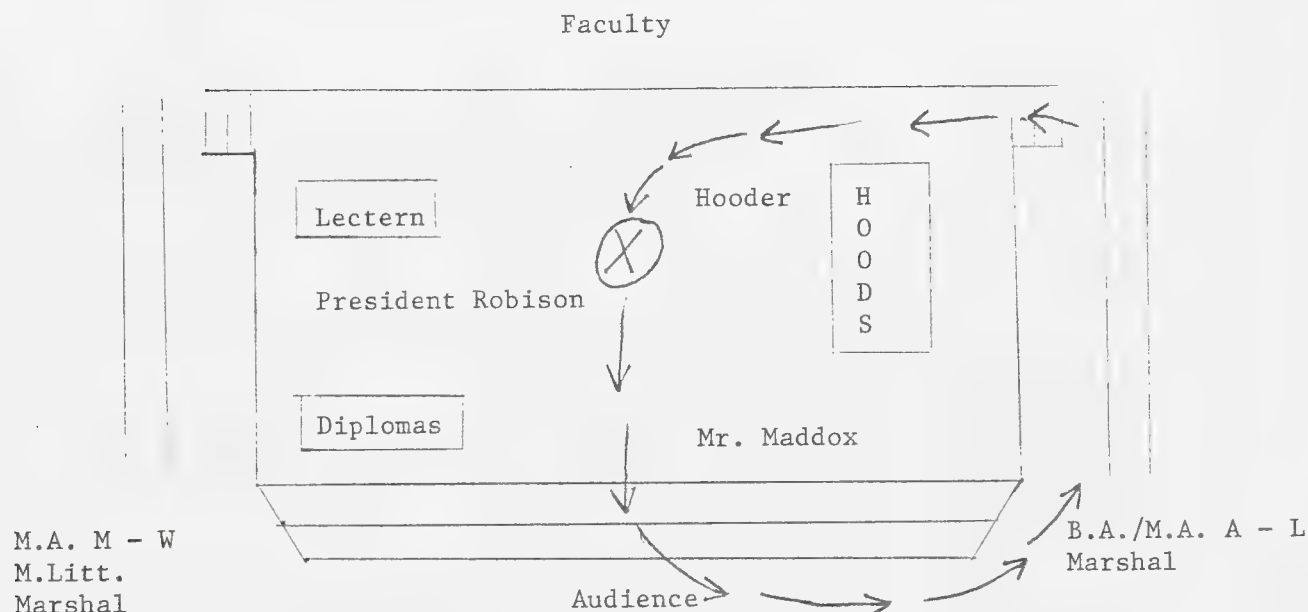 Faculty
Lectern
Hooder
H
O
O
D
S
President Robison
X
Diplomas
Mr. Maddox
M.A. M - W
M.Litt.
Marshal
B.A./M.A. A - L
Marshal
Audience